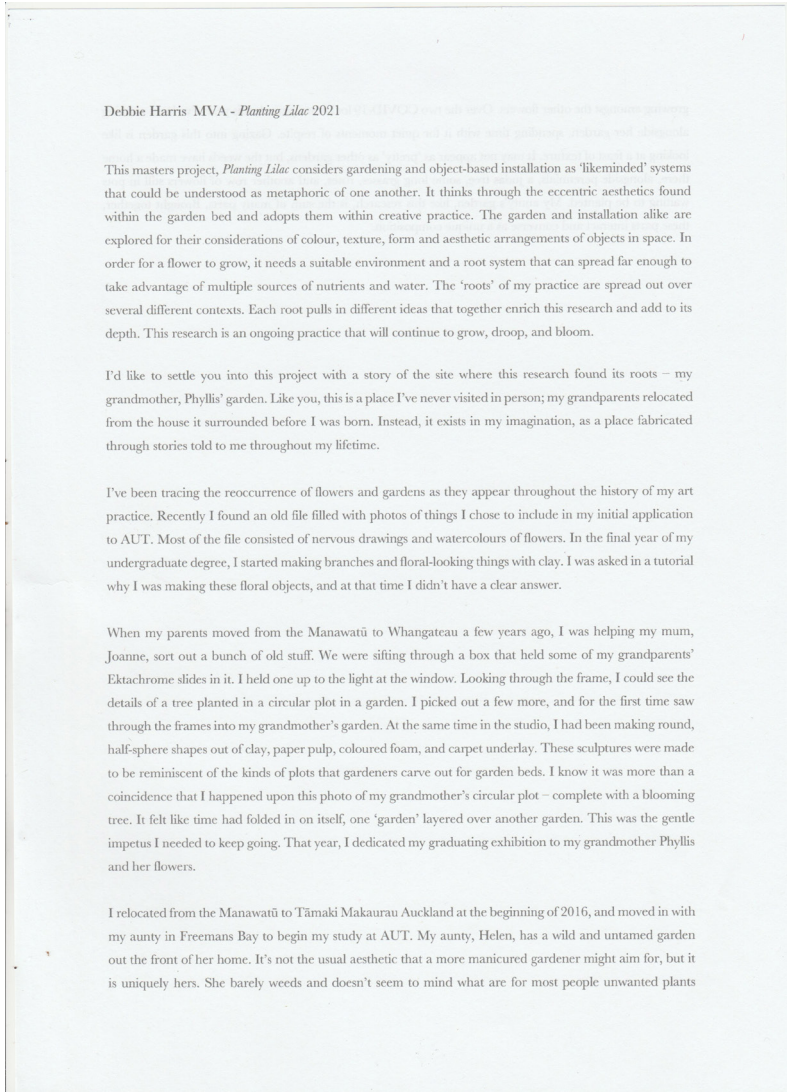 Debbie Harris MVA - Planting Lilac 2021
This masters project, Planting Lilac considers gardening and object-based installation as ‘likeminded’ systems
that could be understood as metaphoric of one another. It thinks through the eccentric aesthetics found
within the garden bed and adopts them within creative practice. The garden and installation alike are
explored for their considerations of colour, texture, form and aesthetic arrangements of objects in space. In
order for a flower to grow, it needs a suitable environment and a root system that can spread far enough to
take advantage of multiple sources of nutrients and water. The ‘roots’ of my practice are spread out over
several different contexts. Each root pulls in different ideas that together enrich this research and add to its
depth. This research is an ongoing practice that will continue to grow, droop, and bloom.
I’d like to settle you into this project with a story of the site where this research found its roots – my
grandmother, Phyllis’ garden. Like you, this is a place I’ve never visited in person; my grandparents relocated
from the house it surrounded before I was born. Instead, it exists in my imagination, as a place fabricated
through stories told to me throughout my lifetime.
I’ve been tracing the reoccurrence of flowers and gardens as they appear throughout the history of my art
practice. Recently I found an old file filled with photos of things I chose to include in my initial application
to AUT. Most of the file consisted of nervous drawings and watercolours of flowers. In the final year of my
undergraduate degree, I started making branches and floral-looking things with clay. I was asked in a tutorial
why I was making these floral objects, and at that time I didn’t have a clear answer.
When my parents moved from the Manawatū to Whangateau a few years ago, I was helping my mum,
Joanne, sort out a bunch of old stuff. We were sifting through a box that held some of my grandparents’
Ektachrome slides in it. I held one up to the light at the window. Looking through the frame, I could see the
details of a tree planted in a circular plot in a garden. I picked out a few more, and for the first time saw
through the frames into my grandmother’s garden. At the same time in the studio, I had been making round,
half-sphere shapes out of clay, paper pulp, coloured foam, and carpet underlay. These sculptures were made
to be reminiscent of the kinds of plots that gardeners carve out for garden beds. I know it was more than a
coincidence that I happened upon this photo of my grandmother’s circular plot – complete with a blooming
tree. It felt like time had folded in on itself, one ‘garden’ layered over another garden. This was the gentle
impetus I needed to keep going. That year, I dedicated my graduating exhibition to my grandmother Phyllis
and her flowers.
I relocated from the Manawatū to Tāmaki Makaurau Auckland at the beginning of 2016, and moved in with
my aunty in Freemans Bay to begin my study at AUT. My aunty, Helen, has a wild and untamed garden
out the front of her home. It’s not the usual aesthetic that a more manicured gardener might aim for, but it
is uniquely hers. She barely weeds and doesn’t seem to mind what are for most people unwanted plants